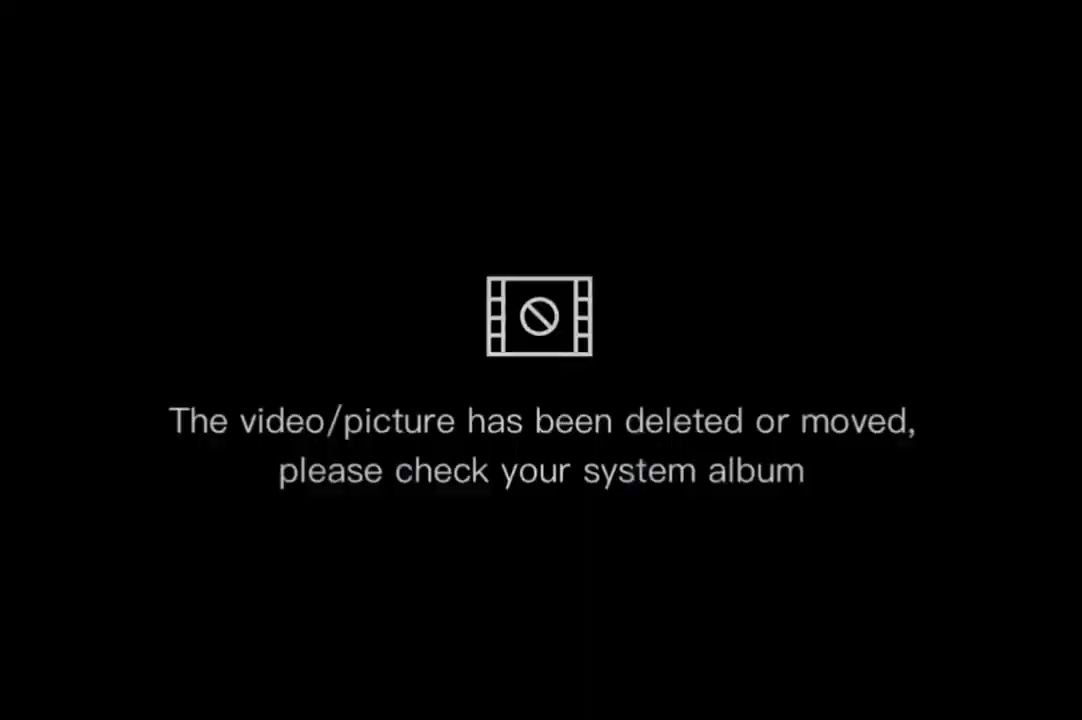 The video/picture has been deleted or moved,
please check your system album